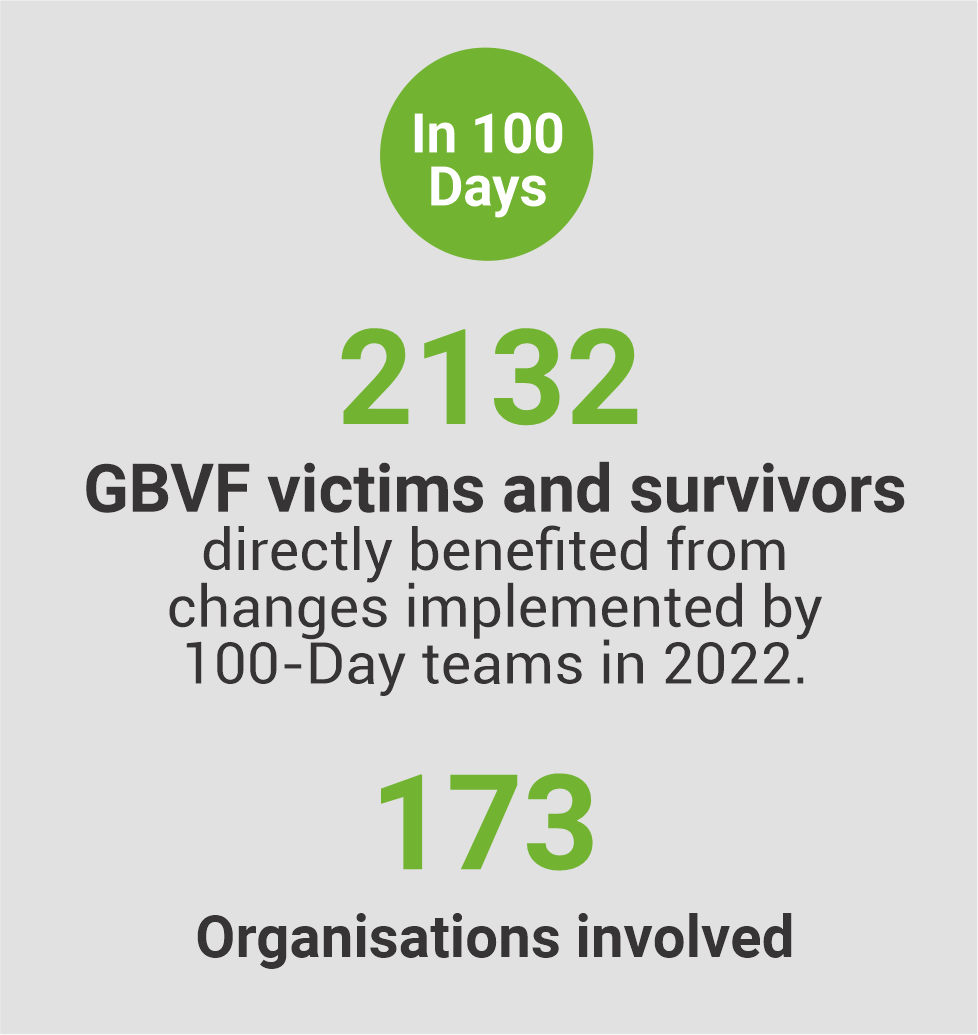 In 100
Days
2132
GBVF victims and survivors
directly benefited from
changes implemented by
100-Day teams in 2022.
173
Organisations involved